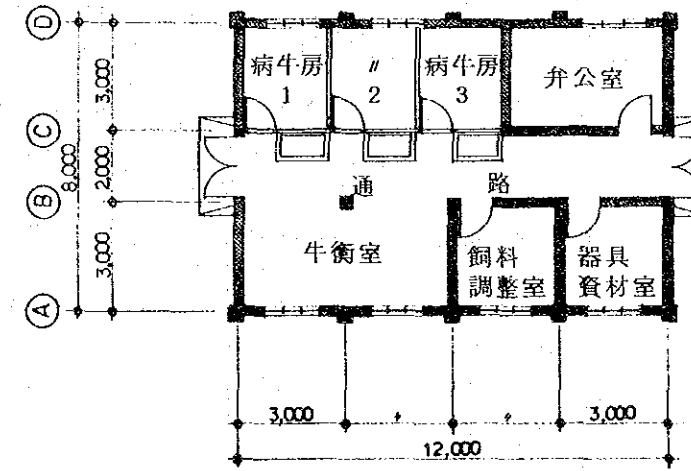 D
病牛房
1
〃
2
病牛房
3
弁公室
3,000
C
2,000
8,000
通 路
B
牛衡室
飼料
調整室
器具
資材室
3,000
A
3,000
〃
〃
3,000
12,000